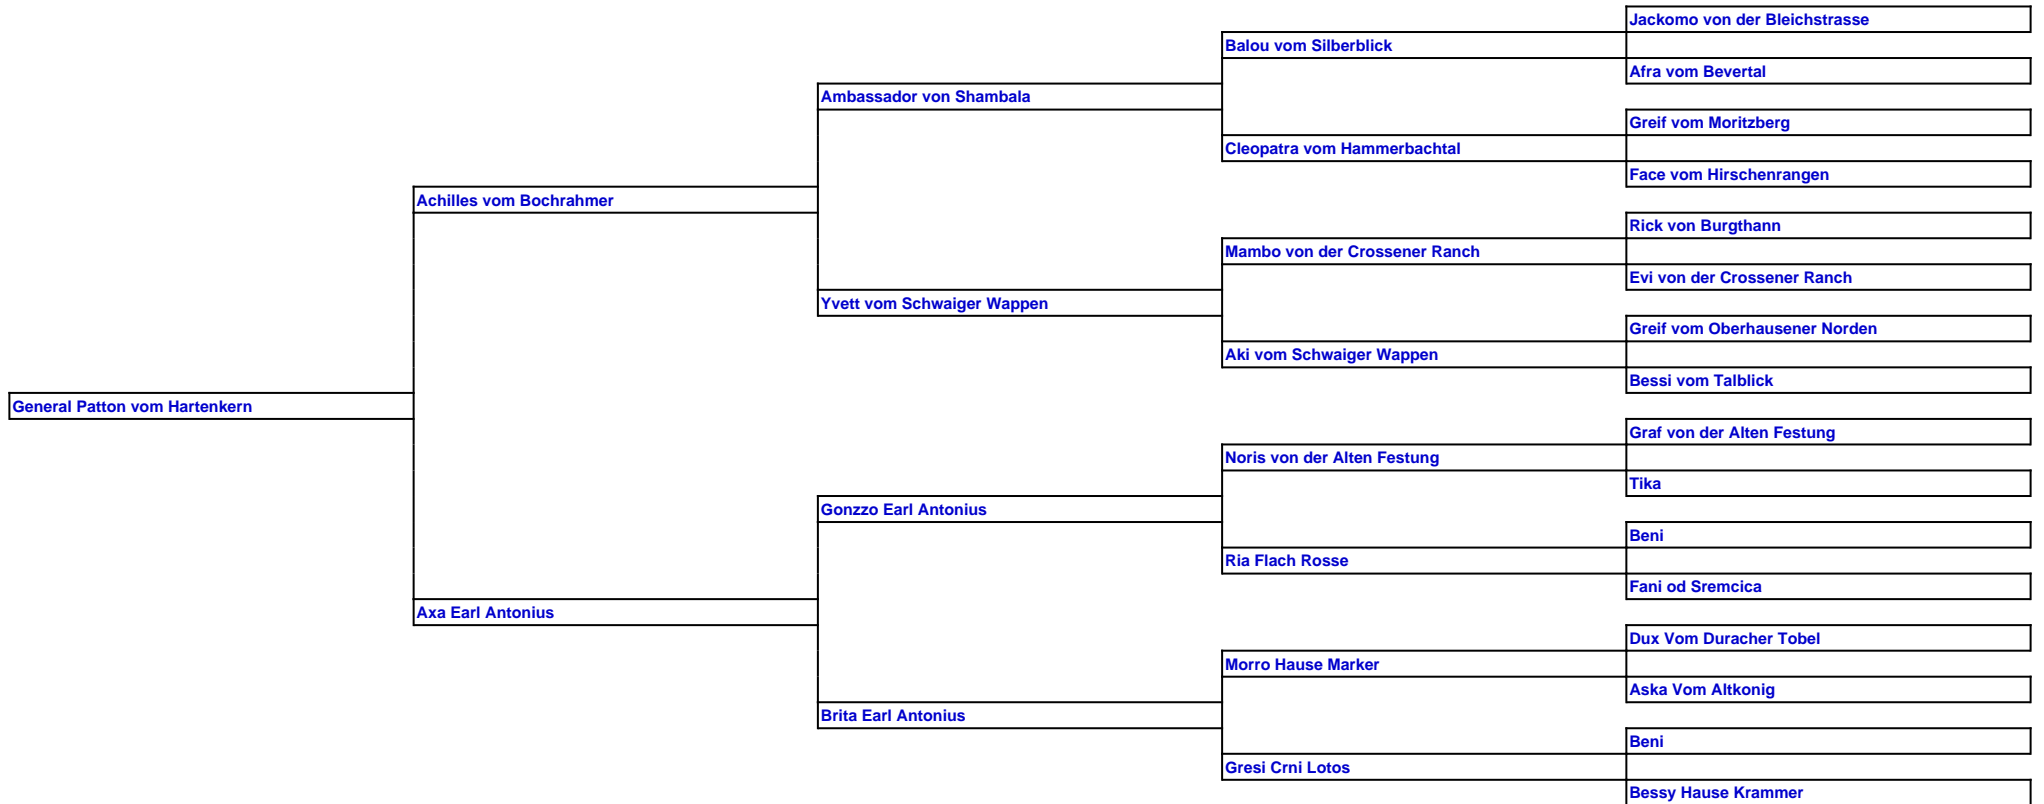 Jackomo von der Bleichstrasse
Balou vom Silberblick
Afra vom Bevertal
Ambassador von Shambala
Greif vom Moritzberg
Cleopatra vom Hammerbachtal
Face vom Hirschenrangen
Achilles vom Bochrahmer
Rick von Burgthann
Mambo von der Crossener Ranch
Evi von der Crossener Ranch
Yvett vom Schwaiger Wappen
Greif vom Oberhausener Norden
Aki vom Schwaiger Wappen
Bessi vom Talblick
General Patton vom Hartenkern
Graf von der Alten Festung
Noris von der Alten Festung
Tika
Gonzzo Earl Antonius
Beni
Ria Flach Rosse
Fani od Sremcica
Axa Earl Antonius
Dux Vom Duracher Tobel
Morro Hause Marker
Aska Vom Altkonig
Brita Earl Antonius
Beni
Gresi Crni Lotos
Bessy Hause Krammer